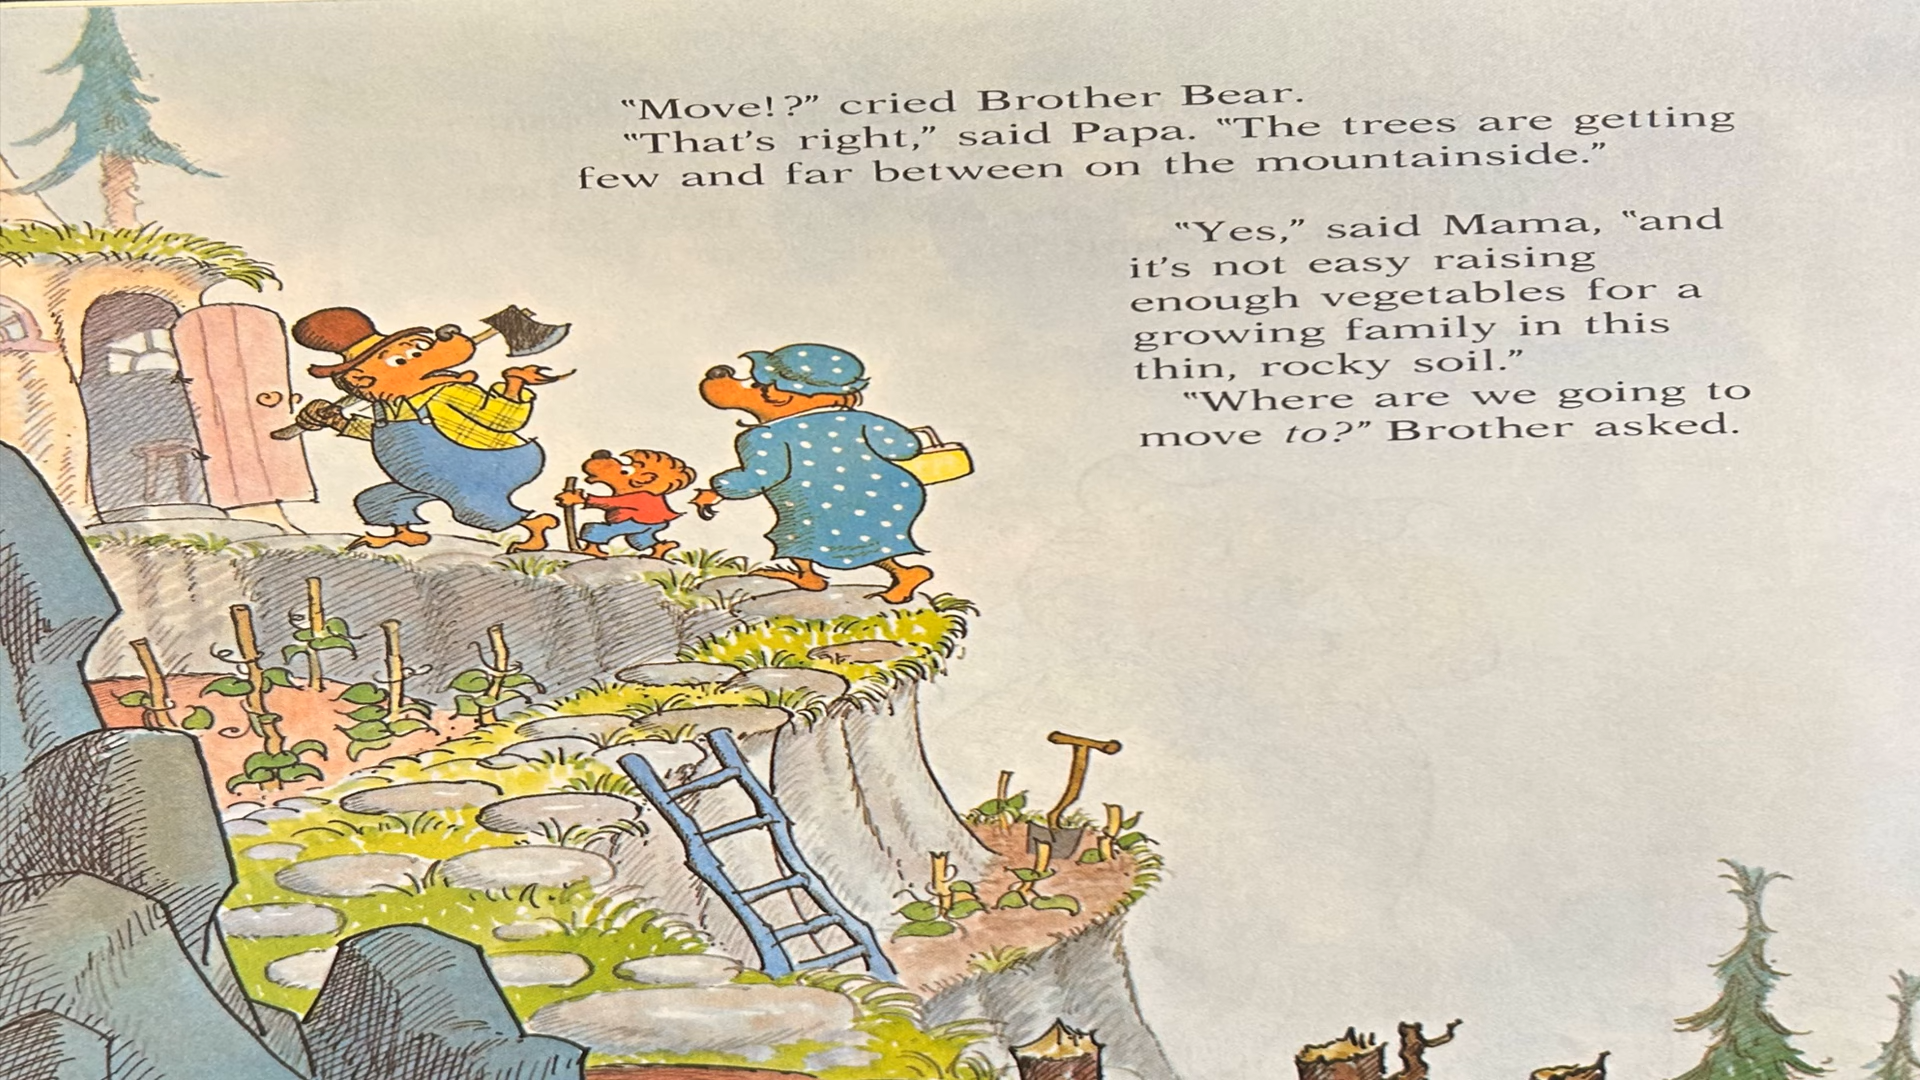 “Move!?” cried Brother Bear.
“That's right,” said Papa. “The trees are getting
few and far between on the mountainside.”
“Yes,” said Mama, “and
it's not easy raising
enough vegetables for a
growing family in this
thin, rocky soil.”
“Where are we going to
move to?” Brother asked.